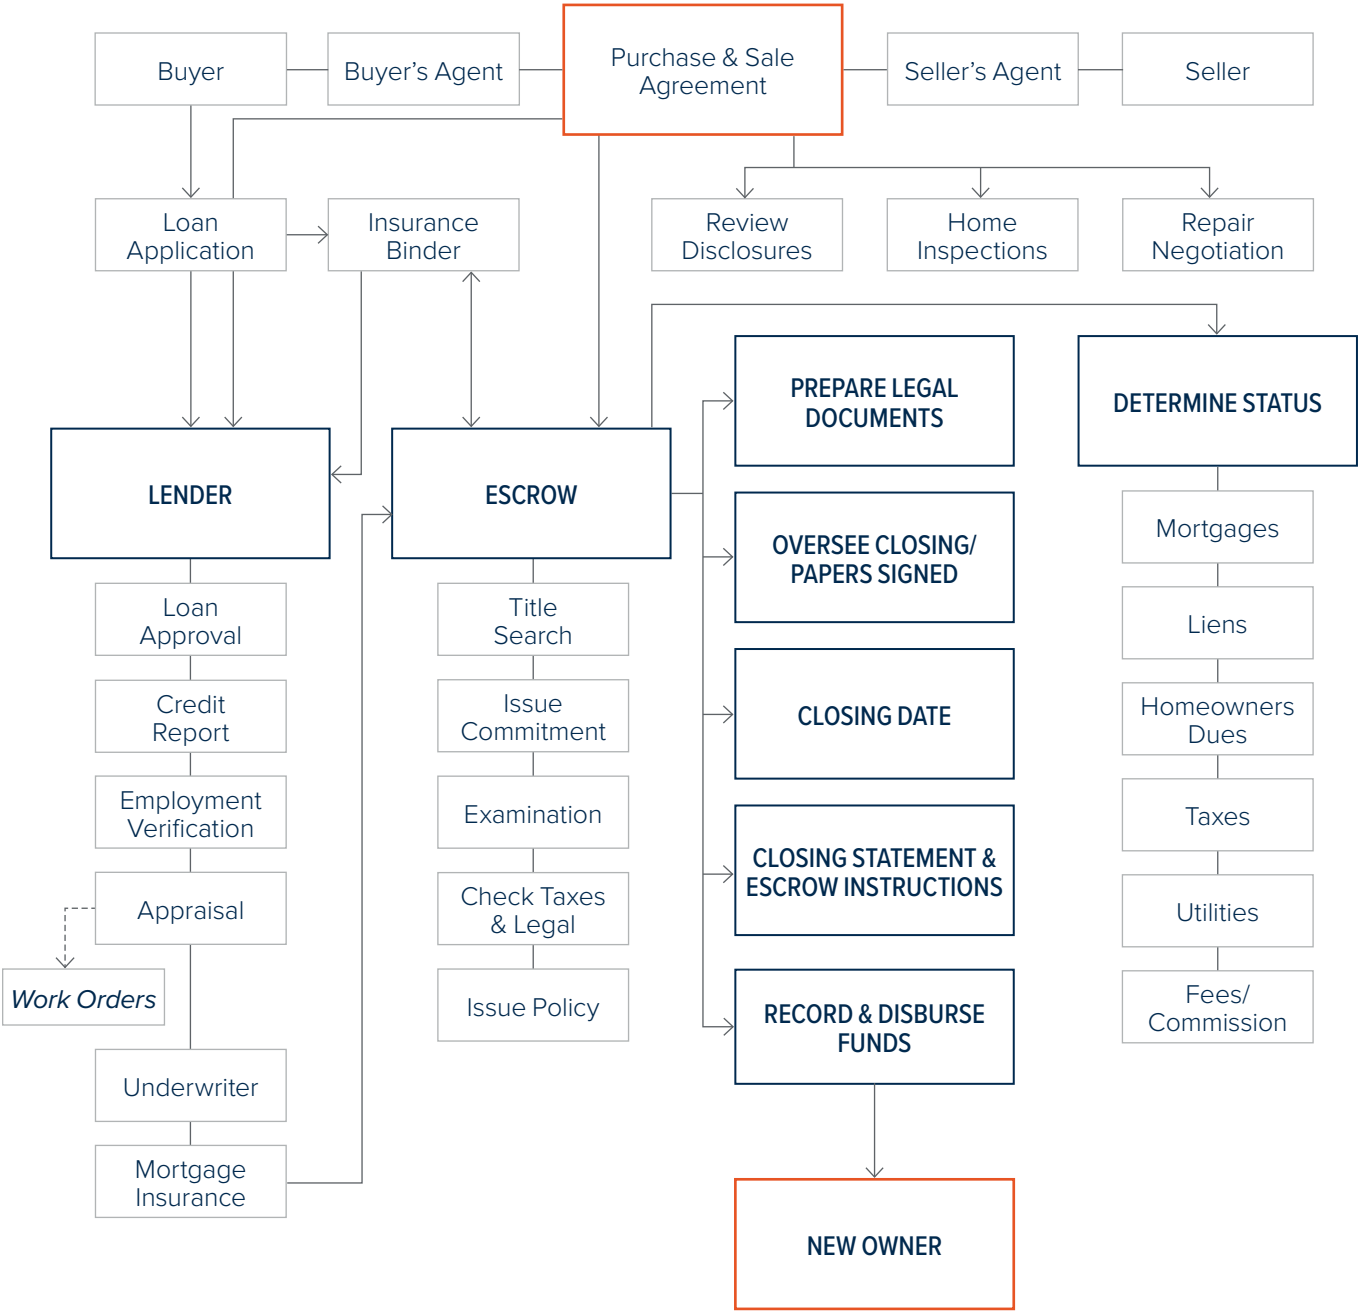 Buyer
Buyer’s Agent
Purchase & Sale
Agreement
Seller’s Agent
Seller
Loan
Application
Insurance
Binder
Review
Disclosures
Home
Inspections
Repair
Negotiation
LENDER
Loan
Approval
Credit
Report
Employment
Verification
Appraisal
Work Orders
Underwriter
Mortgage
Insurance
ESCROW
Title
Search
Issue
Commitment
Examination
Check Taxes
& Legal
Issue Policy
PREPARE LEGAL
DOCUMENTS
OVERSEE CLOSING/
PAPERS SIGNED
CLOSING DATE
CLOSING STATEMENT &
ESCROW INSTRUCTIONS
RECORD & DISBURSE
FUNDS
NEW OWNER
DETERMINE STATUS
Mortgages
Liens
Homeowners
Dues
Taxes
Utilities
Fees/
Commission